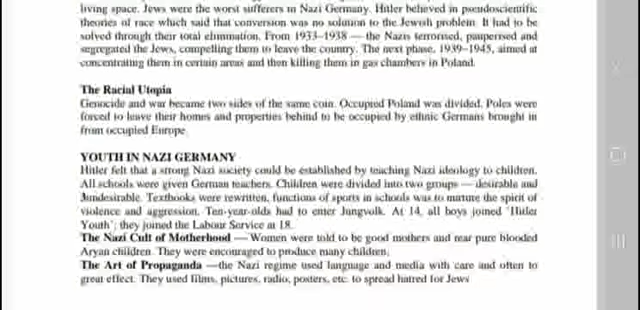 living space. Jews were the worst sufferers in Nazi Germany. Hitler believed in pseudoscientific
theories of race which said that conversion was no solution to the Jewish problem. It had to be
solved through their total elimination. From 1933–1938 — the Nazis terrorised, pauperised and
segregated the Jews, compelling them to leave the country. The next phase, 1939–1945, aimed at
concentrating them in certain areas and then killing them in gas chambers in Poland.
The Racial Utopia
Genocide and war became two sides of the same coin. Occupied Poland was divided. Poles were
forced to leave their homes and properties behind to be occupied by ethnic Germans brought in
from occupied Europe.
YOUTH IN NAZI GERMANY
Hitler felt that a strong Nazi society could be established by teaching Nazi ideology to children.
All schools were given German teachers. Children were divided into two groups — desirable and
undesirable. Textbooks were rewritten, functions of sports in schools was to nurture the spirit of
violence and aggression. Ten-year-olds had to enter Jungvolk. At 14, all boys joined 'Hitler
Youth'; they joined the Labour Service at 18.
The Nazi Cult of Motherhood — Women were told to be good mothers and rear pure blooded
Aryan children. They were encouraged to produce many children.
The Art of Propaganda —the Nazi regime used language and media with care and often to
great effect. They used films, pictures, radio, posters, etc. to spread hatred for Jews